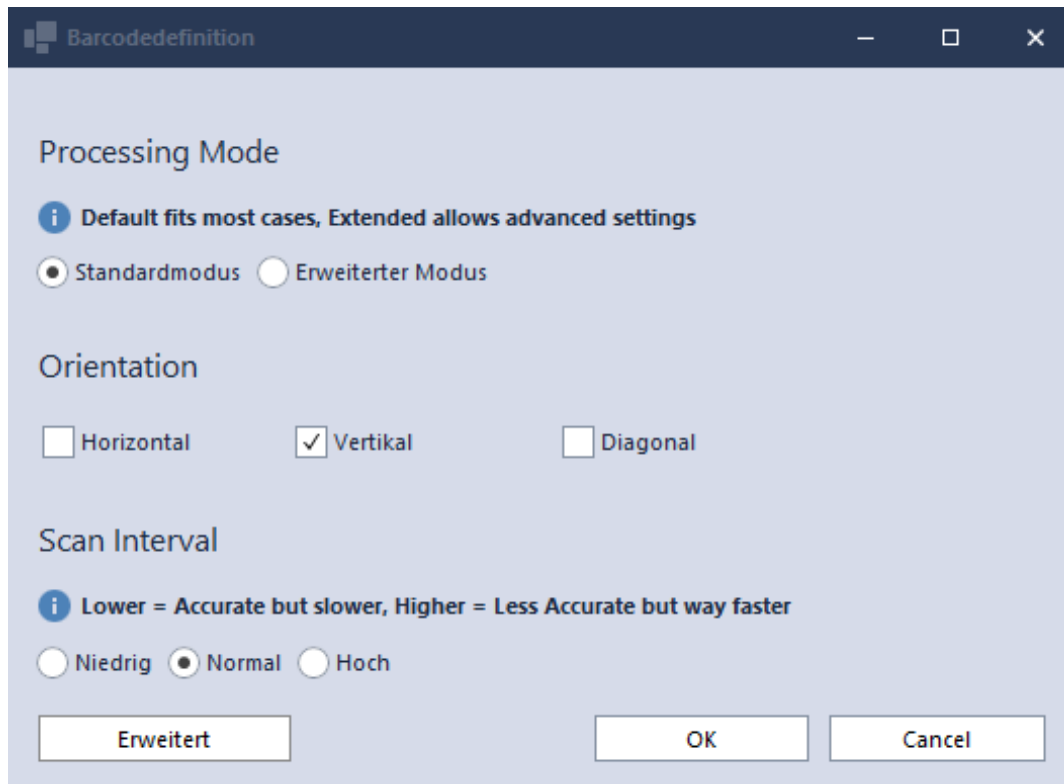 Barcodedefinition
Processing Mode
Default fits most cases, Extended allows advanced settings
Standardmodus Erweiterter Modus
Orientation
Horizontal Vertikal Diagonal
Scan Interval
Lower = Accurate but slower, Higher = Less Accurate but way faster
Niedrig Normal Hoch
Erweitert OK Cancel